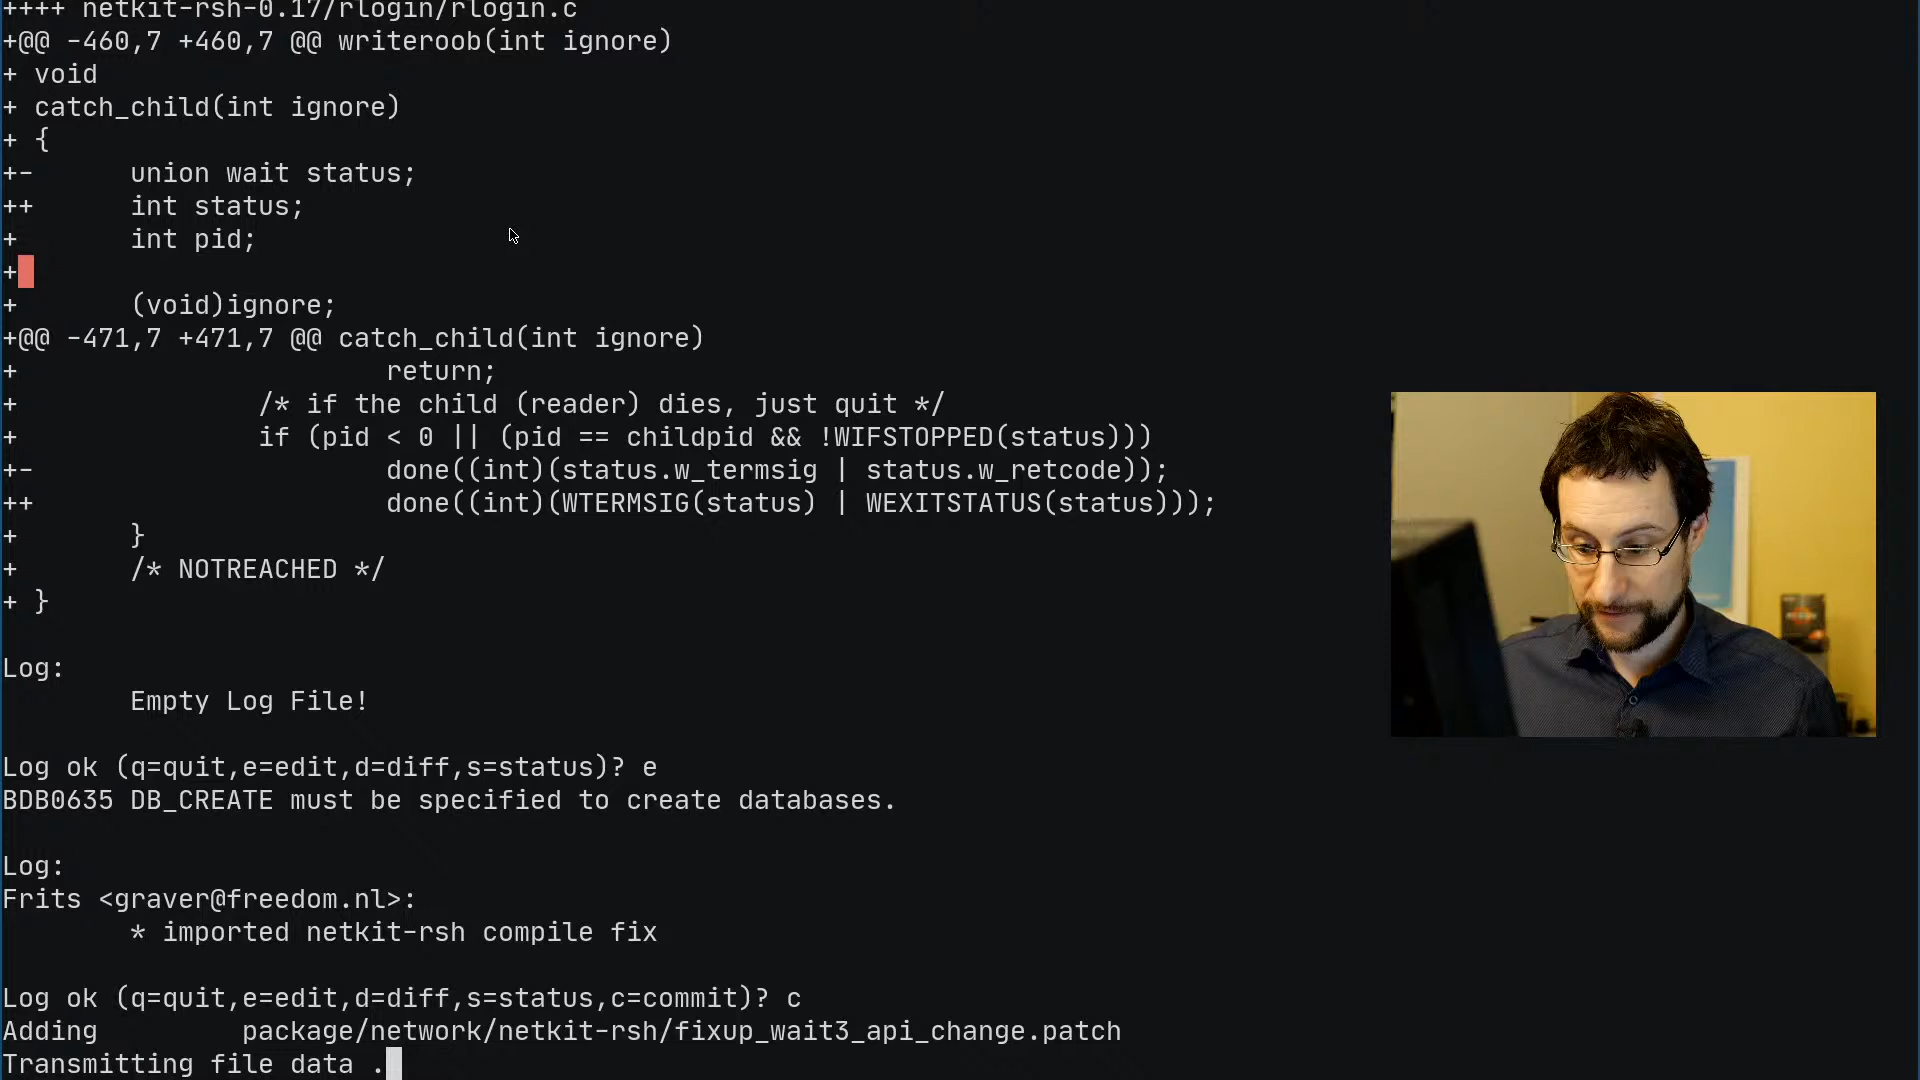 ++++ netkit-rsh-0.17/rlogin/rlogin.c
+@@ -460,7 +460,7 @@ writeroob(int ignore)
+ void
+ catch_child(int ignore)
+ {
+-      union wait status;
++      int status;
+       int pid;
+
+       (void)ignore;
+@@ -471,7 +471,7 @@ catch_child(int ignore)
+                       return;
+               /* if the child (reader) dies, just quit */
+               if (pid < 0 || (pid == childpid && !WIFSTOPPED(status)))
+-                      done((int)(status.w_termsig | status.w_retcode));
++                      done((int)(WTERMSIG(status) | WEXITSTATUS(status)));
+       }
+       /* NOTREACHED */
+ }
Log:
        Empty Log File!
Log ok (q=quit,e=edit,d=diff,s=status)? e
BDB0635 DB_CREATE must be specified to create databases.
Log:
Frits <graver@freedom.nl>:
        * imported netkit-rsh compile fix
Log ok (q=quit,e=edit,d=diff,s=status,c=commit)? c
Adding         package/network/netkit-rsh/fixup_wait3_api_change.patch
Transmitting file data .